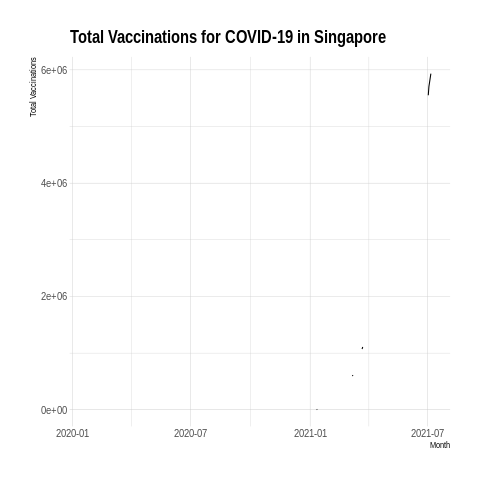 Total Vaccinations for COVID-19 in Singapore
Total Vaccinations
6e+06
4e+06
2e+06
0e+00
2020-01 2020-07 2021-01 2021-07
Month